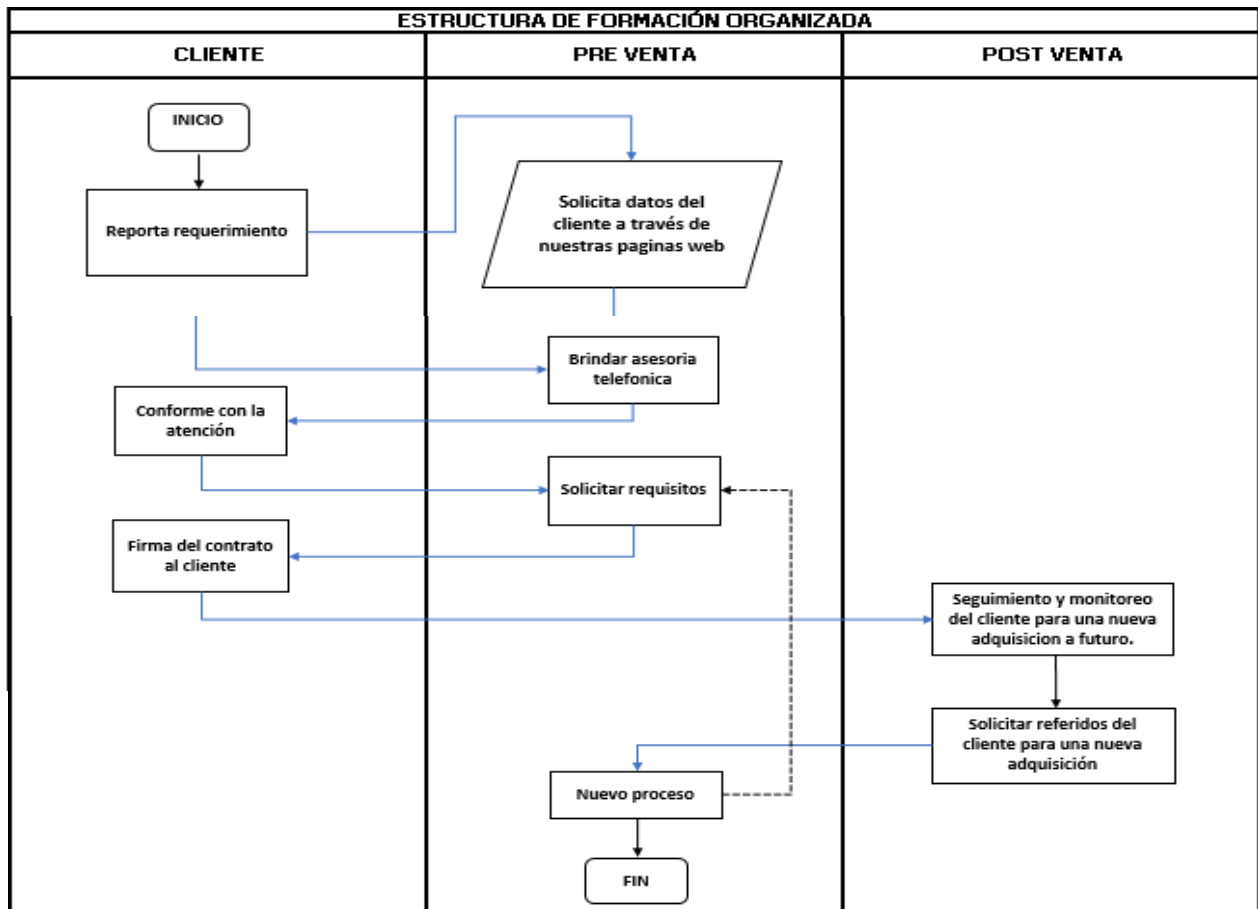 ESTRUCTURA DE FORMACIÓN ORGANIZADA
CLIENTE
PRE VENTA
POST VENTA
INICIO
Reporta requerimiento
Solicita datos del
cliente a través de
nuestras paginas web
Brindar asesoria
telefonica
Conforme con la
atención
Solicitar requisitos
Firma del contrato
al cliente
Seguimiento y monitoreo
del cliente para una nueva
adquisicion a futuro.
Solicitar referidos del
cliente para una nueva
adquisición
Nuevo proceso
FIN